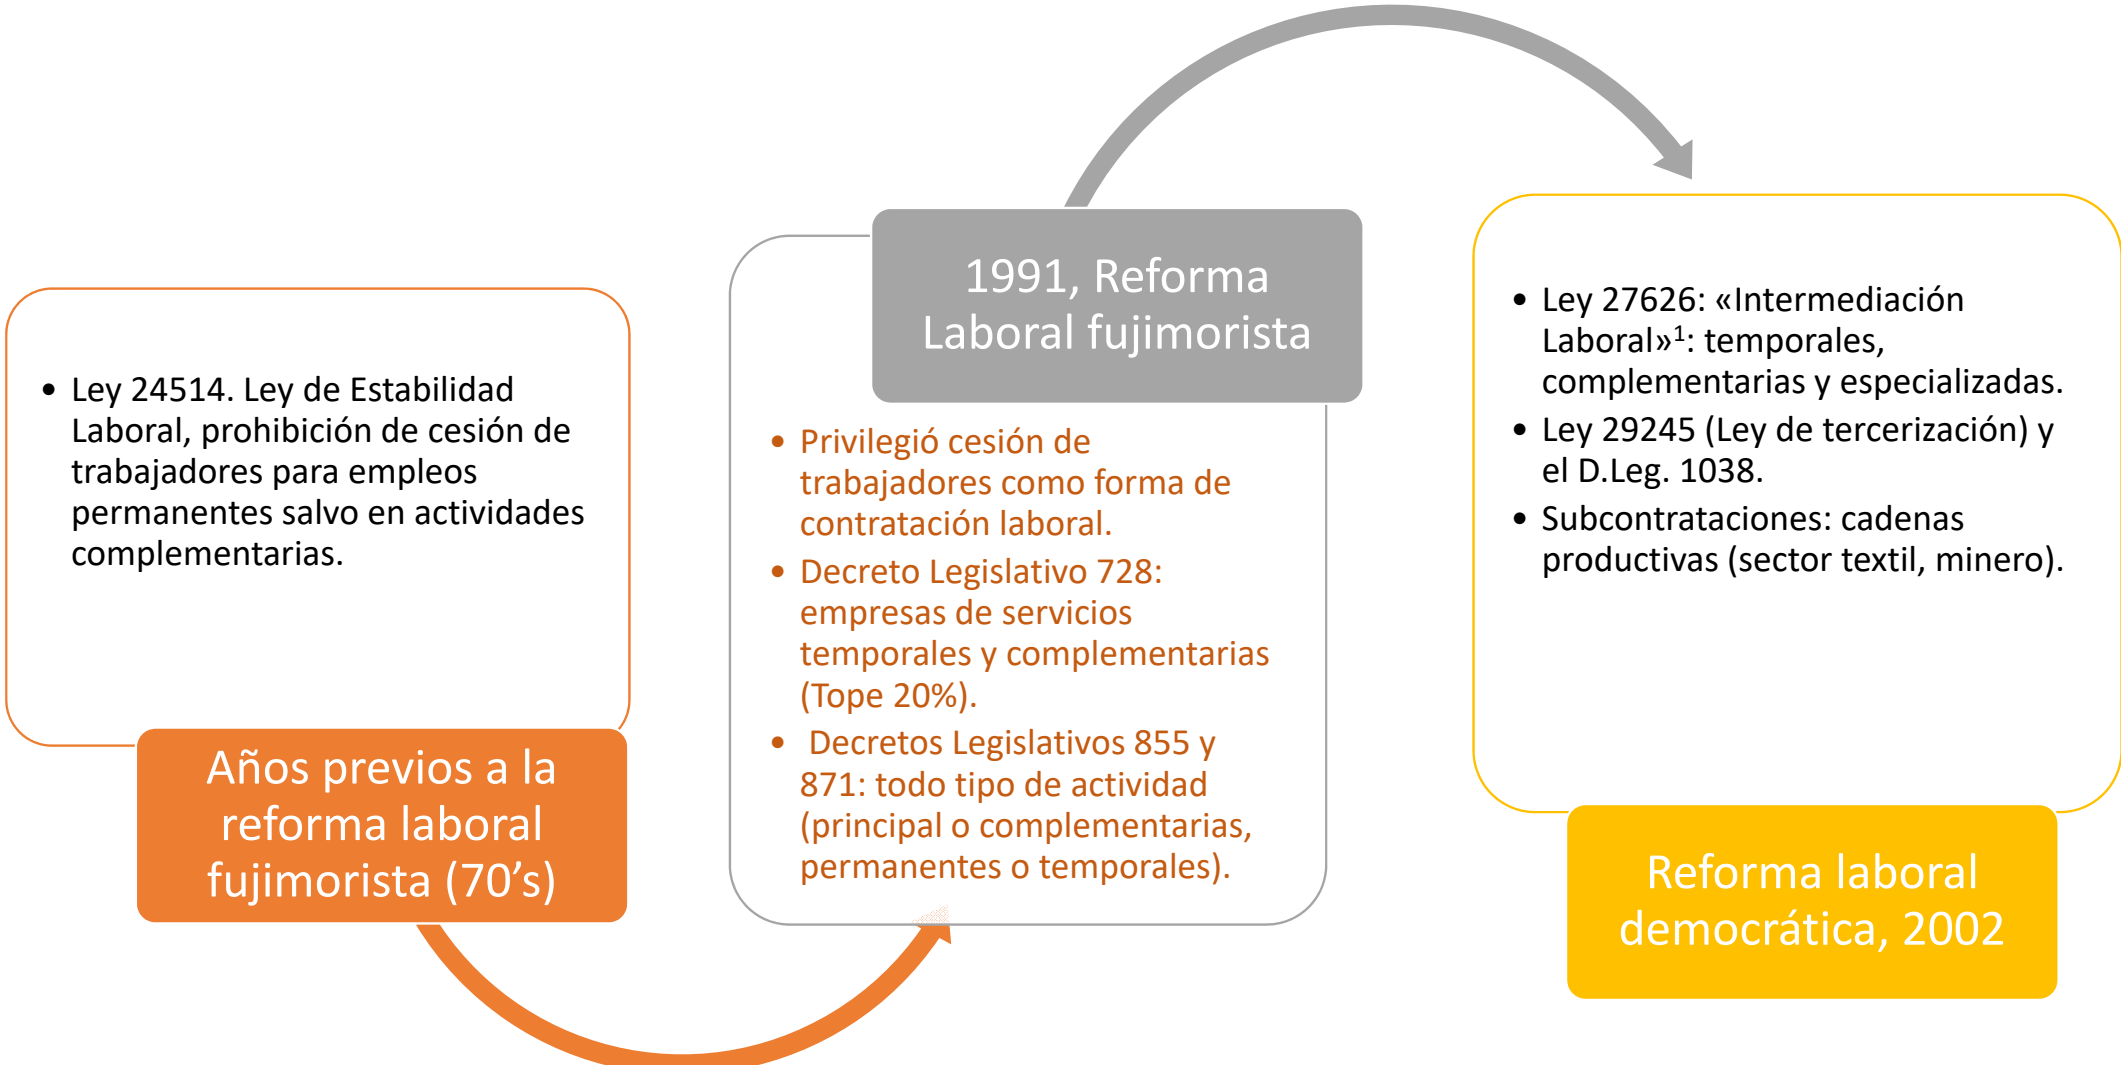 • Ley 24514. Ley de Estabilidad
Laboral, prohibición de cesión de
trabajadores para empleos
permanentes salvo en actividades
complementarias.
Años previos a la
reforma laboral
fujimorista (70’s)
1991, Reforma
Laboral fujimorista
• Privilegió cesión de
trabajadores como forma de
contratación laboral.
• Decreto Legislativo 728:
empresas de servicios
temporales y complementarias
(Tope 20%).
• Decretos Legislativos 855 y
871: todo tipo de actividad
(principal o complementarias,
permanentes o temporales).
• Ley 27626: «Intermediación
Laboral»¹: temporales,
complementarias y especializadas.
• Ley 29245 (Ley de tercerización) y
el D.Leg. 1038.
• Subcontrataciones: cadenas
productivas (sector textil, minero).
Reforma laboral
democrática, 2002